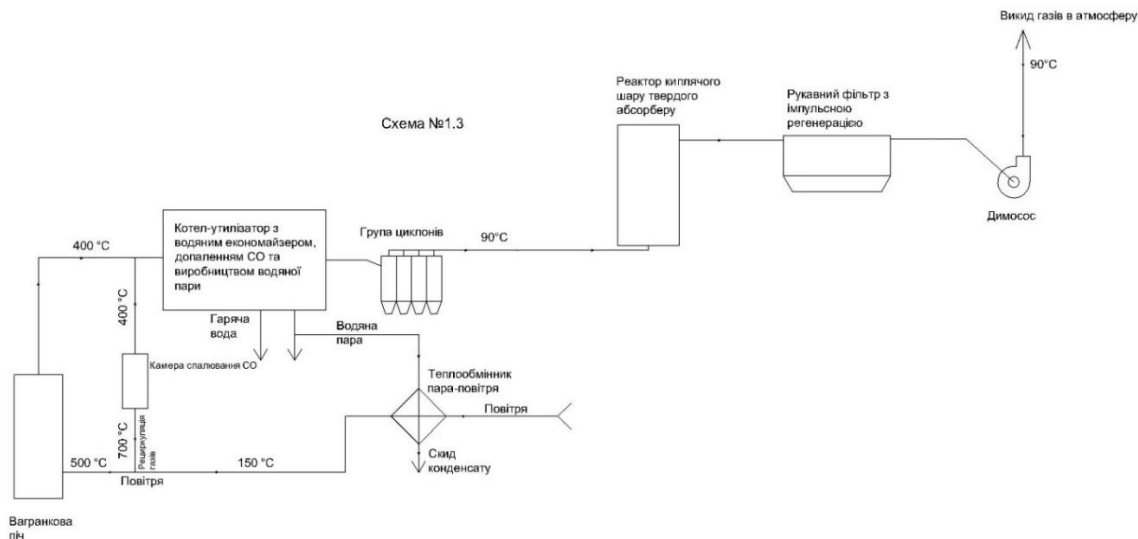 Викид газів в атмосферу
90°C
Реактор киплячого
шару твердого
абсорберу
Рукавний фільтр з
імпульсною
регенерацією
Схема №1.3
Димосос
Котел-утилізатор з
водяним економайзером,
допаленням СО та
виробництвом водяної
пари
Група циклонів
90°C
400 °C
400 °C
Гаряча
вода
Водяна
пара
Камера спалювання СО
Теплообмінник
пара-повітря
Повітря
700 °C
Рециркуляція
газів
500 °C
150 °C
Повітря
Скид
конденсату
Вагранкова
піч